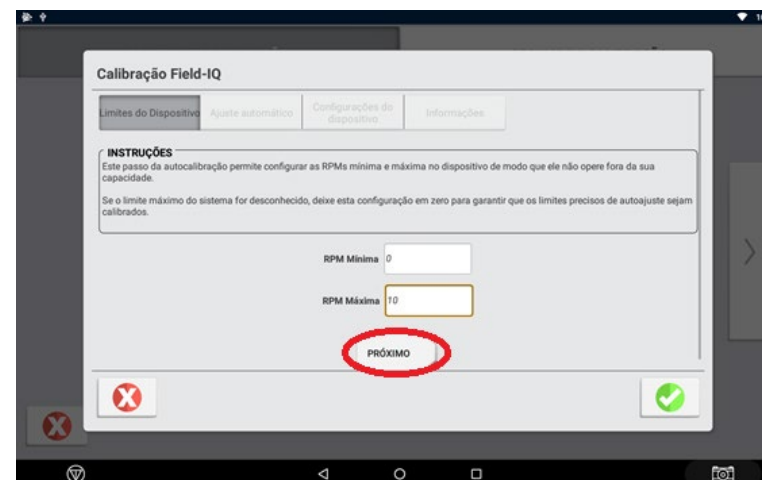 Calibração Field-IQ
Limites do Dispositivo
Ajuste automático
Configurações do
dispositivo
Informações
INSTRUÇÕES
Este passo da autocalibração permite configurar as RPMs mínima e máxima no dispositivo de modo que ele não opere fora da sua
capacidade.
Se o limite máximo do sistema for desconhecido, deixe esta configuração em zero para garantir que os limites precisos de autoajuste sejam
calibrados.
RPM Mínima 0
RPM Máxima 10
PRÓXIMO